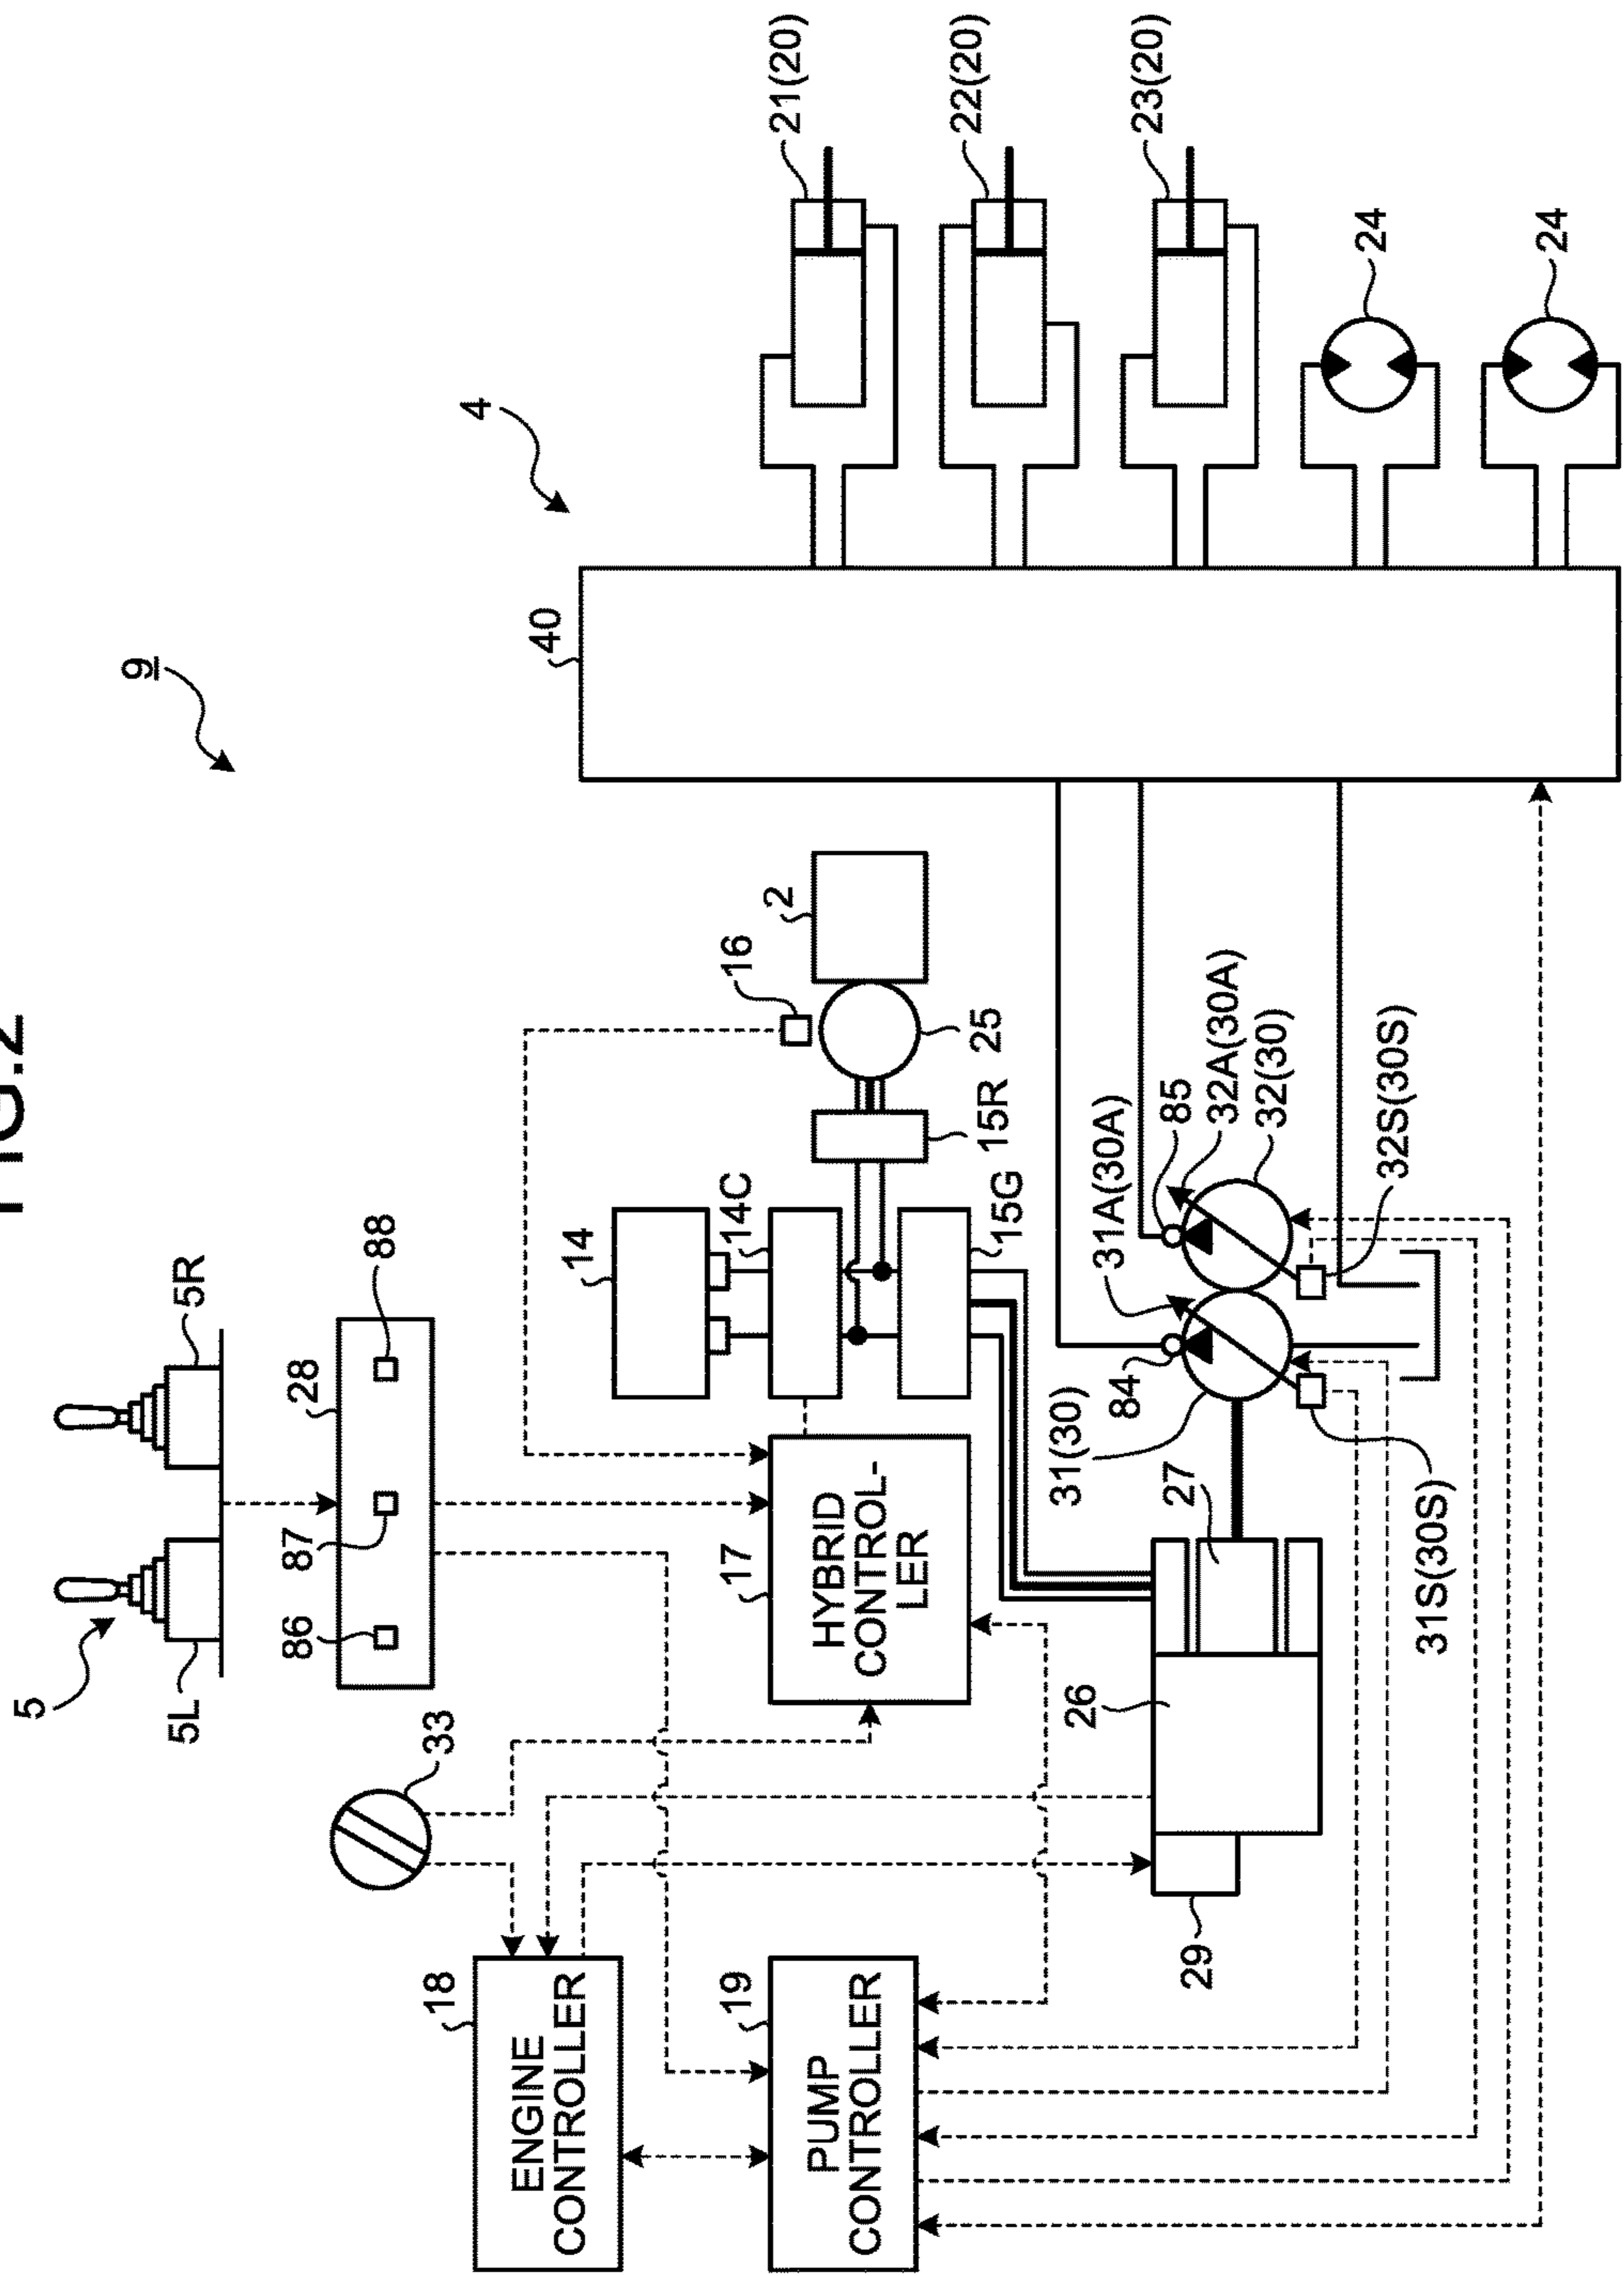 FIG.2
5
9
5L
5R
86
87
28
88
33
18
4
ENGINE
CONTROLLER
40
14
19
17
14C
16
2
21(20)
PUMP
CONTROLLER
HYBRID
CONTROL-
LER
22(20)
25
15R
15G
26
31(30)
84
31A(30A)
23(20)
27
85
29
32A(30A)
32(30)
24
32S(30S)
31S(30S)
24